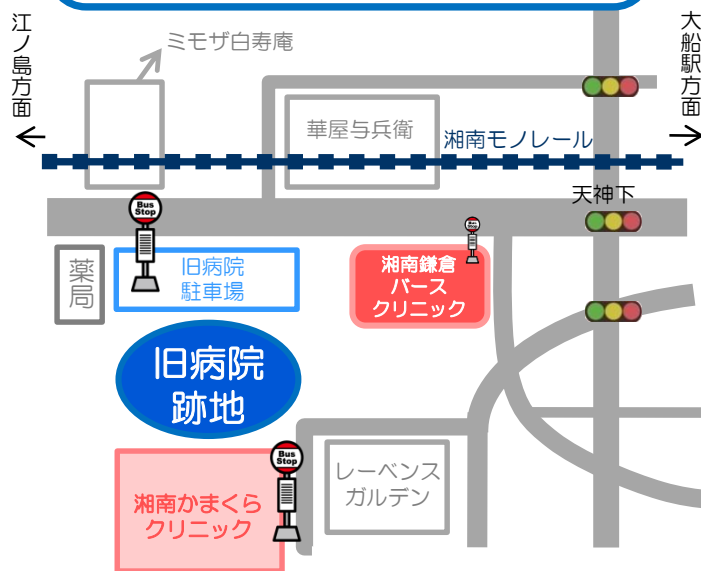 江ノ島方面
大船駅方面
ミモザ白寿庵
華屋与兵衛
湘南モノレール
天神下
Bus
Stop
Bus
Stop
薬局
旧病院
駐車場
湘南鎌倉
バース
クリニック
旧病院
跡地
Bus
Stop
レーベンス
ガルデン
湘南かまくら
クリニック